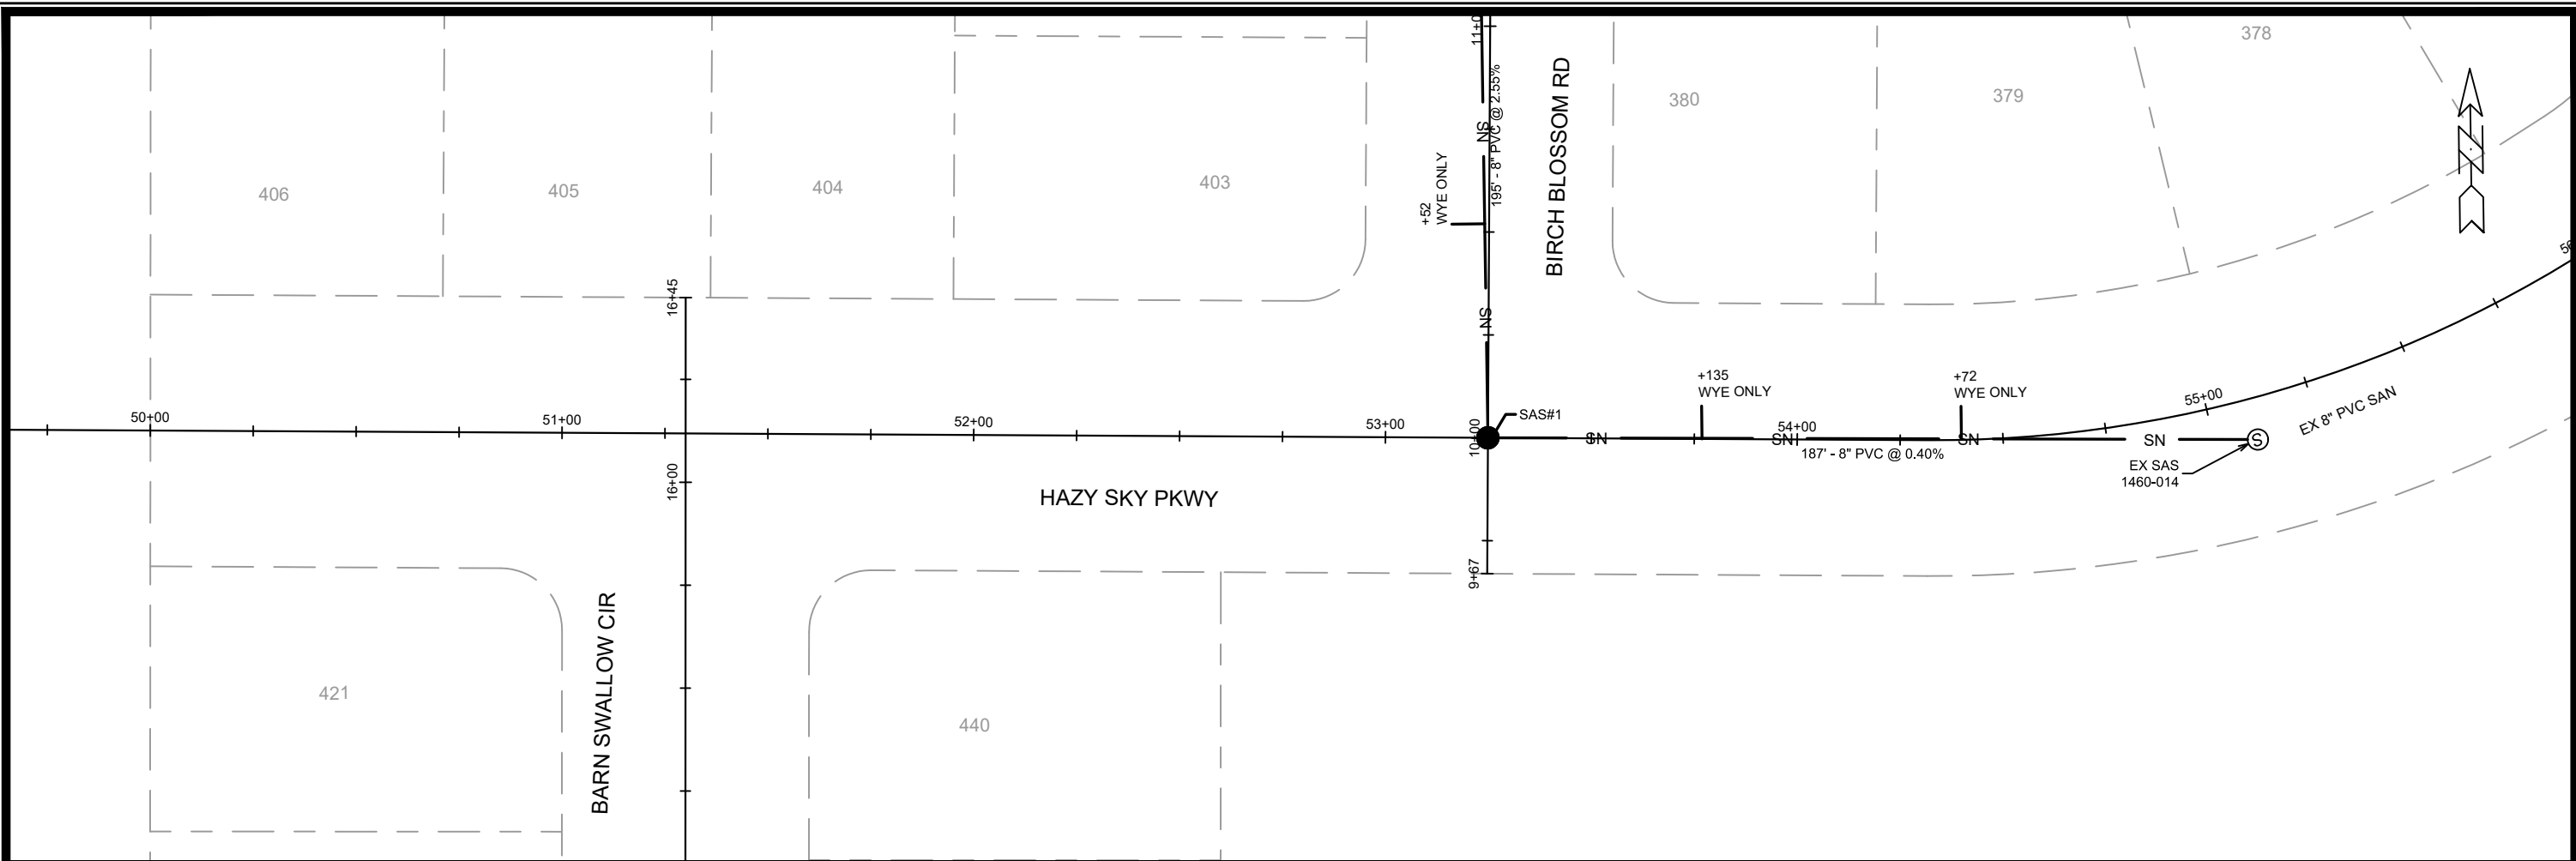 378
11+0
380
379
406
405
404
403
+52
WYE ONLY
SN
195' - 8" PVC @ 2.55%
BIRCH BLOSSOM RD
N
SN
16+45
16+00
50+00
51+00
52+00
53+00
10+00
SAS#1
+135
WYE ONLY
+72
WYE ONLY
54+00
55+00
SN
SN
SN
SN
S
187' - 8" PVC @ 0.40%
EX 8" PVC SAN
EX SAS
1460-014
HAZY SKY PKWY
9+67
BARN SWALLOW CIR
421
440